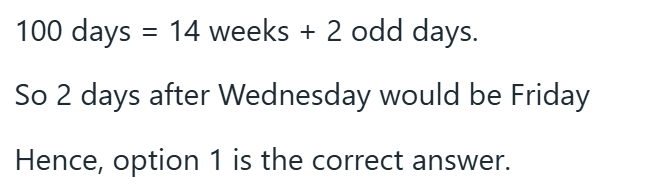 100 days = 14 weeks + 2 odd days.
So 2 days after Wednesday would be Friday
Hence, option 1 is the correct answer.